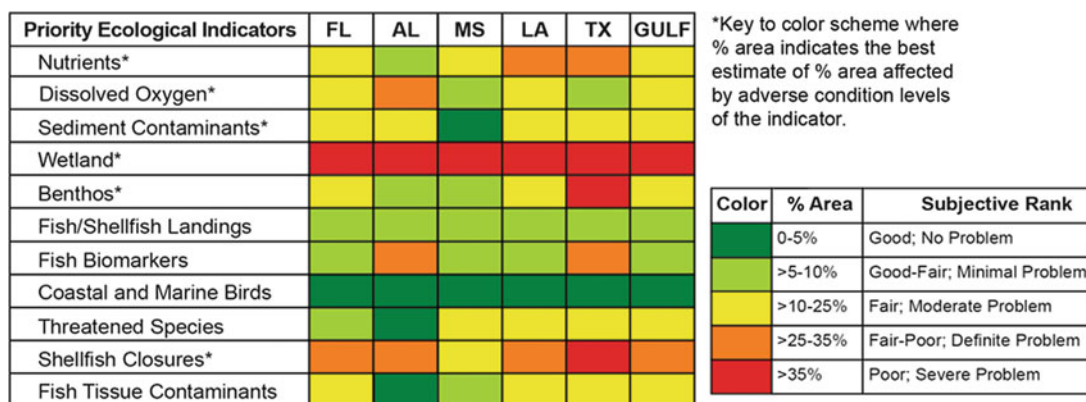 Priority Ecological Indicators FL AL MS LA TX GULF
Nutrients*
Dissolved Oxygen*
Sediment Contaminants*
Wetland*
Benthos*
Fish/Shellfish Landings
Fish Biomarkers
Coastal and Marine Birds
Threatened Species
Shellfish Closures*
Fish Tissue Contaminants
*Key to color scheme where
% area indicates the best
estimate of % area affected
by adverse condition levels
of the indicator.
Color % Area Subjective Rank
0-5% Good; No Problem
>5-10% Good-Fair; Minimal Problem
>10-25% Fair; Moderate Problem
>25-35% Fair-Poor; Definite Problem
>35% Poor; Severe Problem